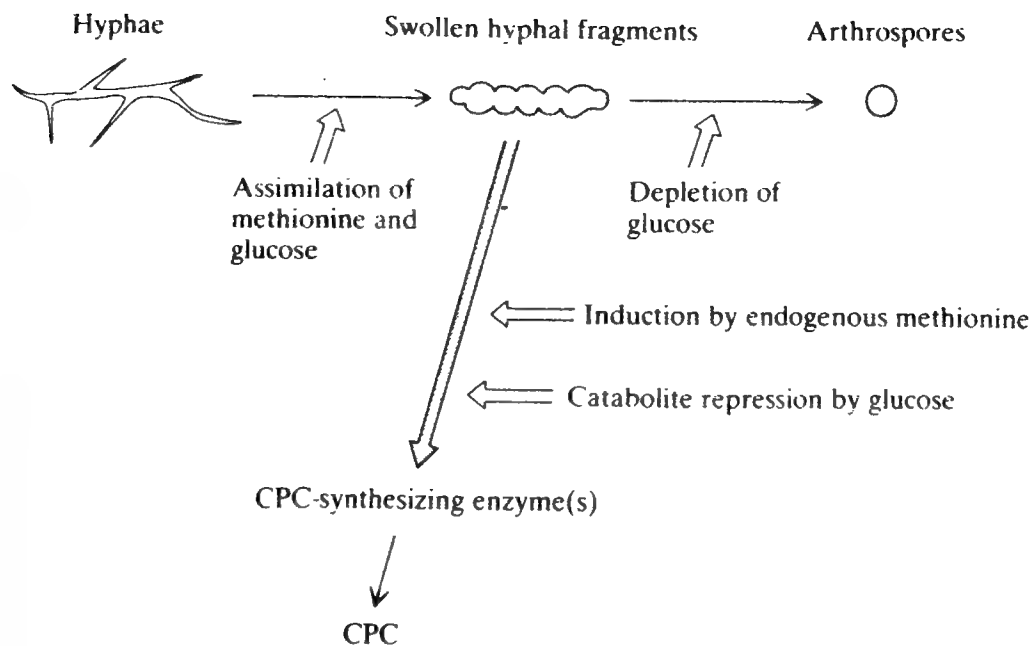 Hyphae
Swollen hyphal fragments
Arthrospores
Assimilation of
methionine and
glucose
Depletion of
glucose
Induction by endogenous methionine
Catabolite repression by glucose
CPC-synthesizing enzyme(s)
CPC